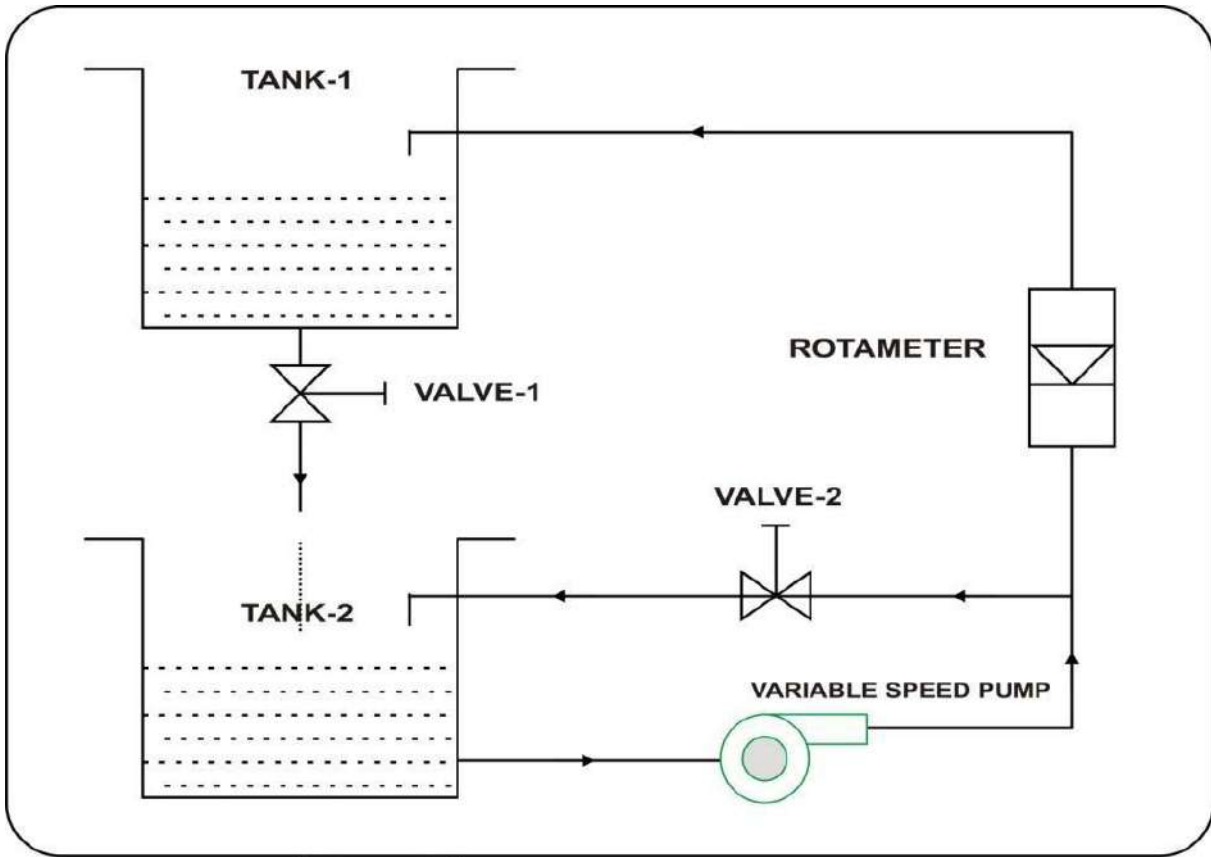 TANK-1
ROTAMETER
VALVE-1
VALVE-2
TANK-2
VARIABLE SPEED PUMP